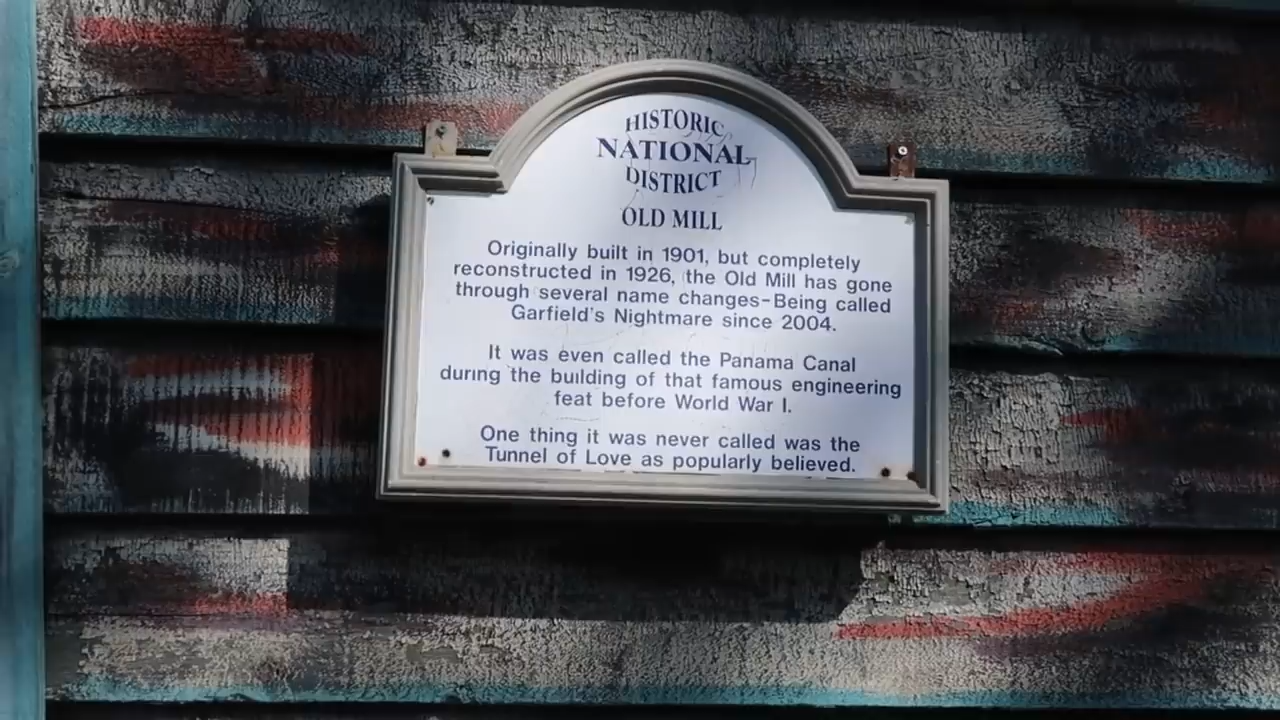 HISTORIC
NATIONAL
DISTRICT
OLD MILL
Originally built in 1901, but completely
reconstructed in 1926, the Old Mill has gone
through several name changes-Being called
Garfield's Nightmare since 2004.
It was even called the Panama Canal
during the building of that famous engineering
feat before World War I.
One thing it was never called was the
Tunnel of Love as popularly believed.